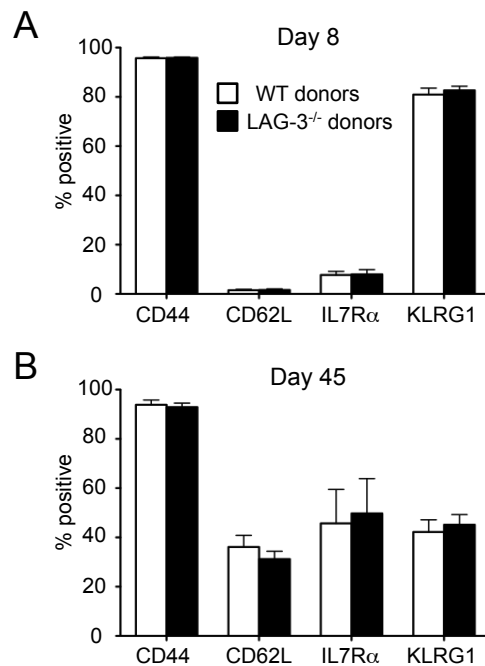 A
Day 8
100
80
60
40
20
0
% positive
WT donors
LAG-3-/- donors
CD44 CD62L IL7Rα KLRG1
B
Day 45
100
80
60
40
20
0
% positive
CD44 CD62L IL7Rα KLRG1